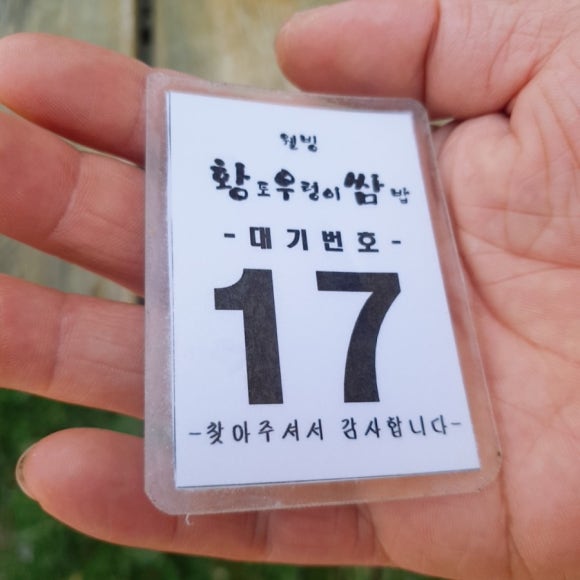 웰빙
황토우렁이쌈밥
-대기번호-
17
-찾아주셔서 감사합니다-